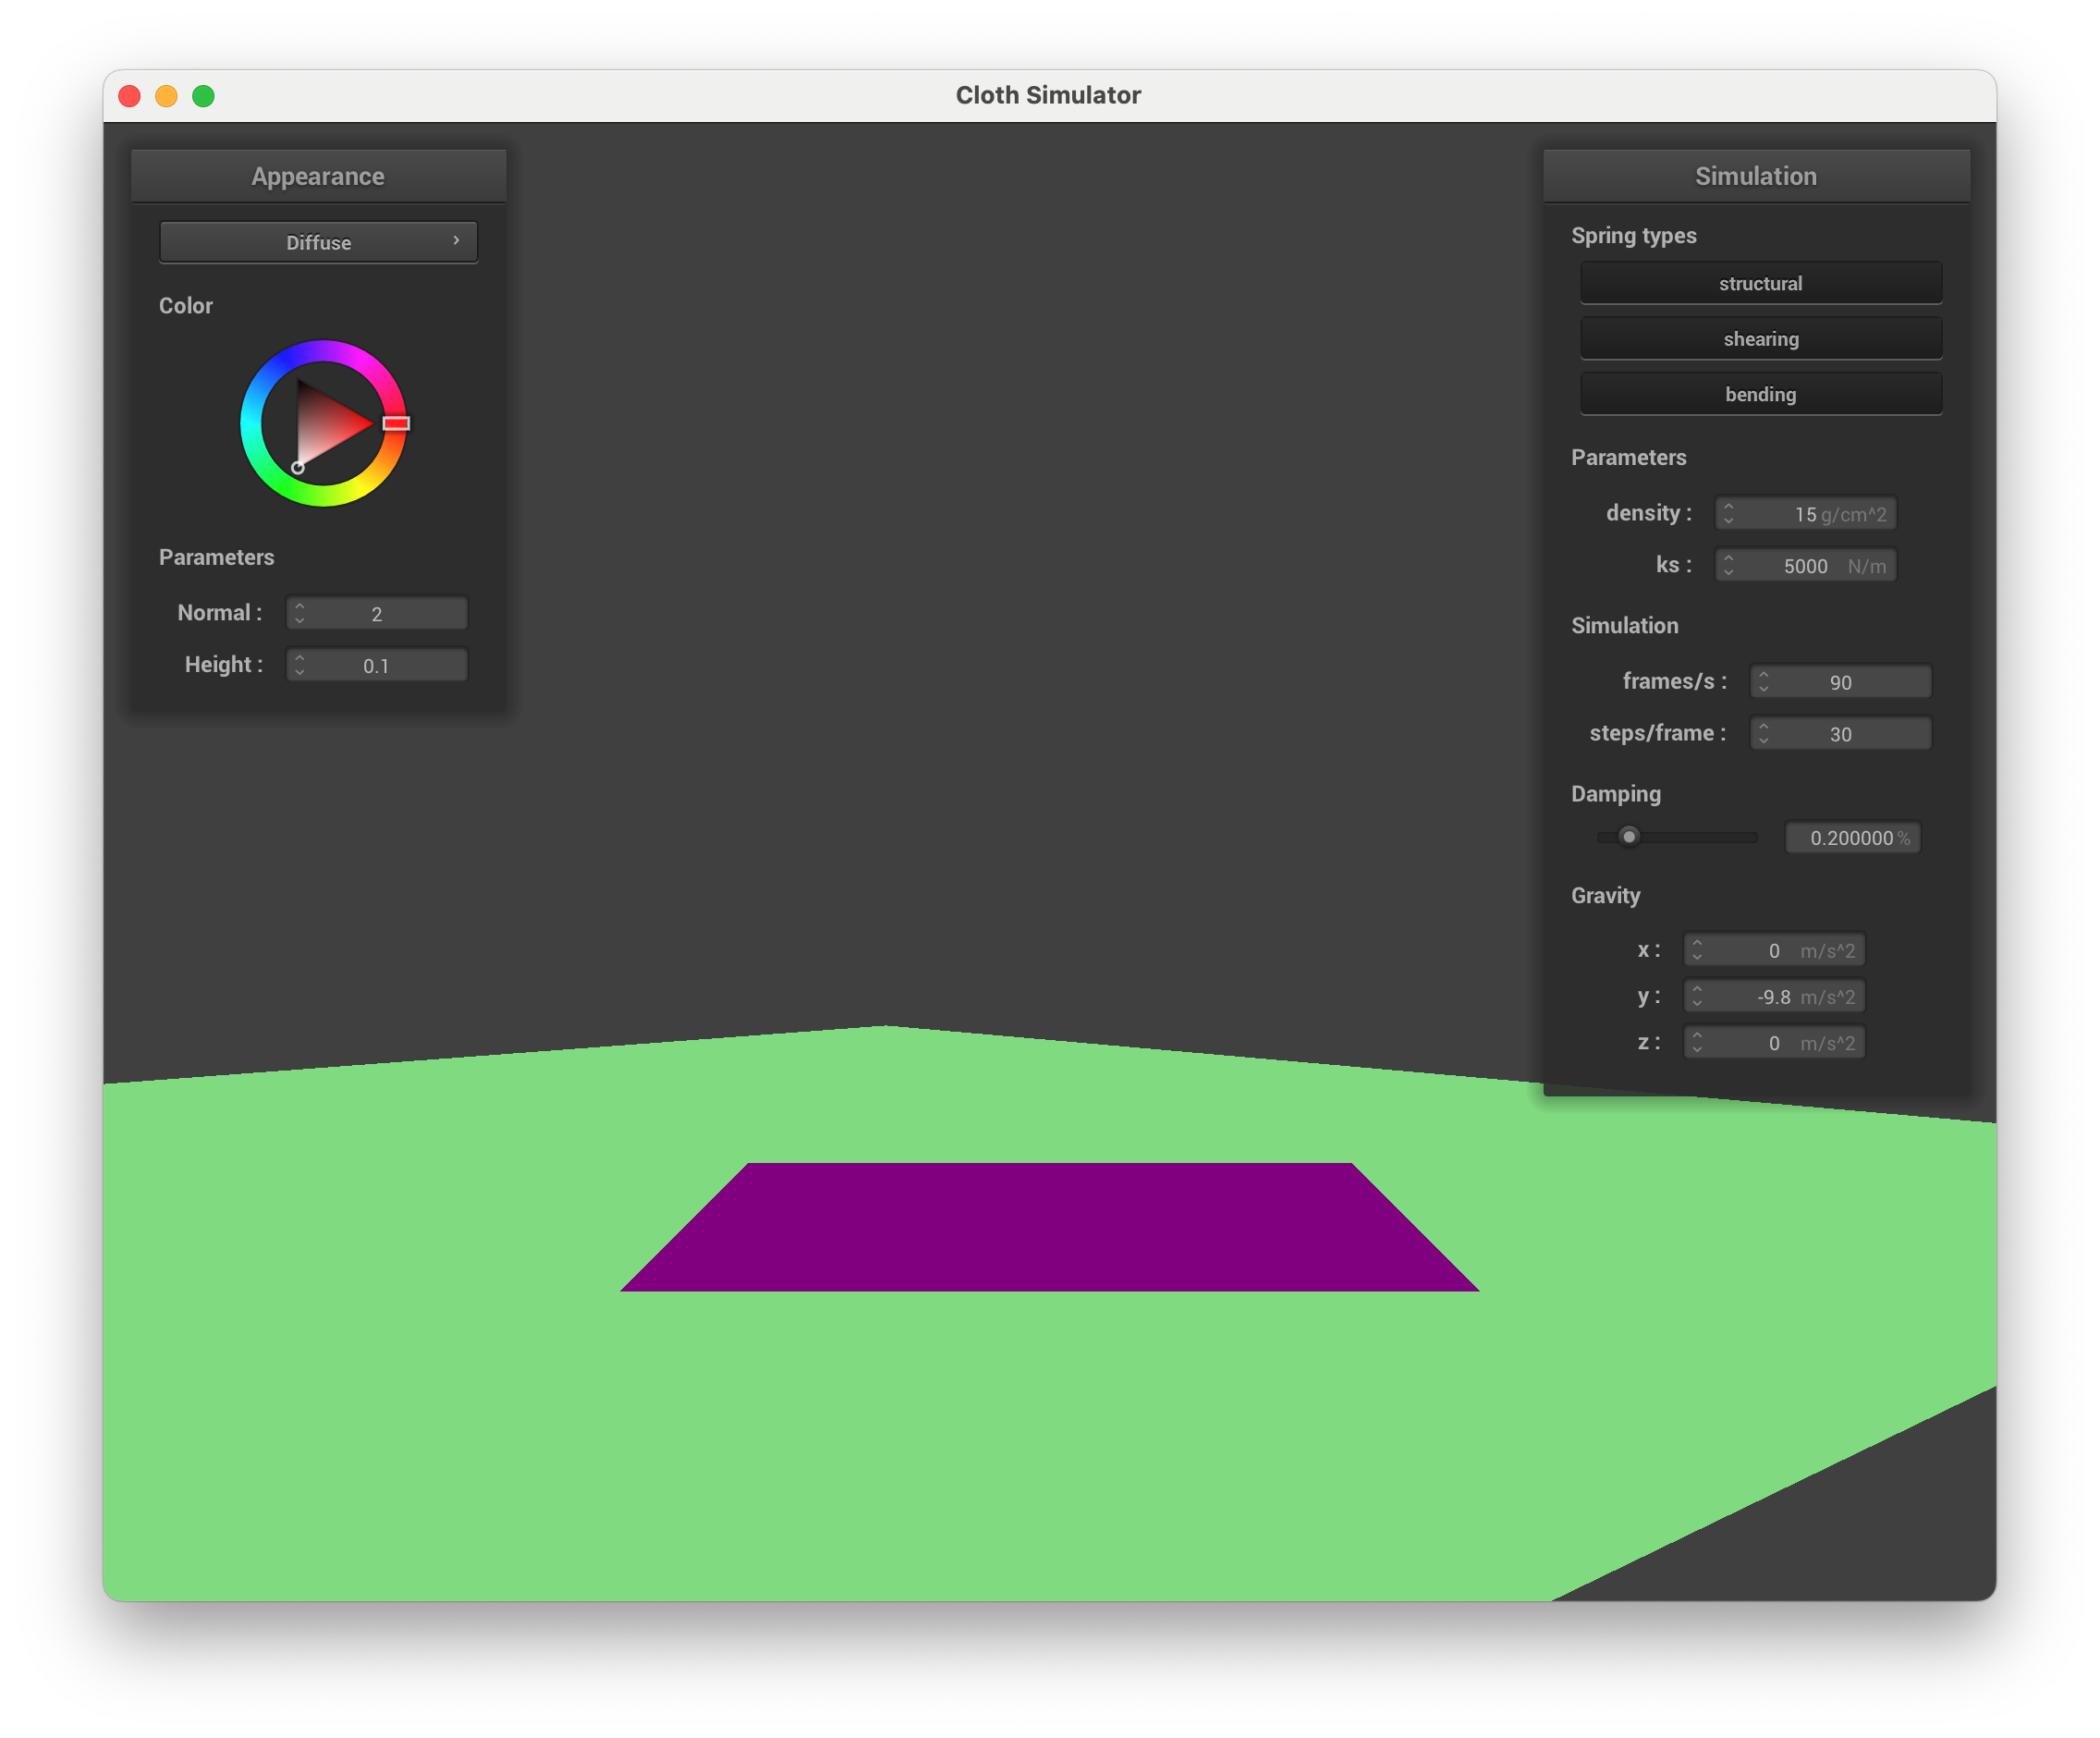 Cloth Simulator
Appearance
Diffuse
Color
Parameters
Normal : 2
Height : 0.1
Simulation
Spring types
structural
shearing
bending
Parameters
density : 15 g/cm^2
ks : 5000 N/m
Simulation
frames/s : 90
steps/frame : 30
Damping
0.200000 %
Gravity
x : 0 m/s^2
y : -9.8 m/s^2
z : 0 m/s^2